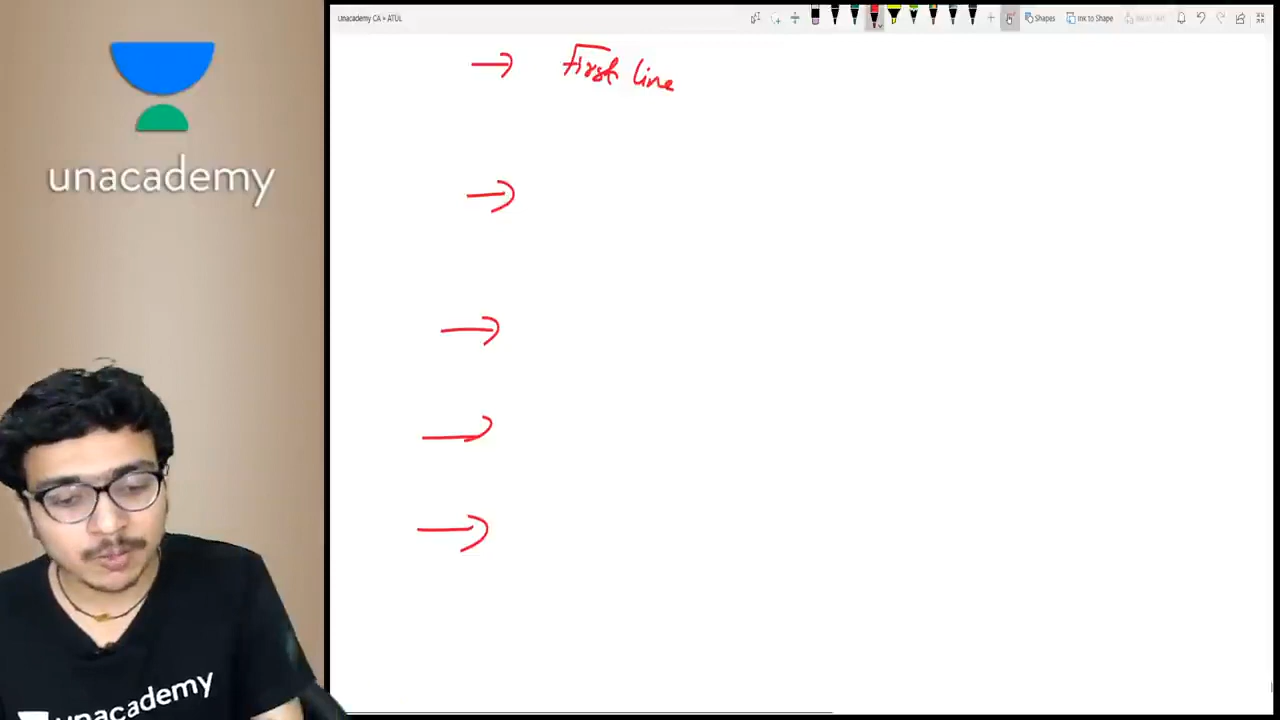 Unacademy CA > ATUL
Shapes
Ink to Shape
→ First line
→
→
→
→
unacademy
unacademy